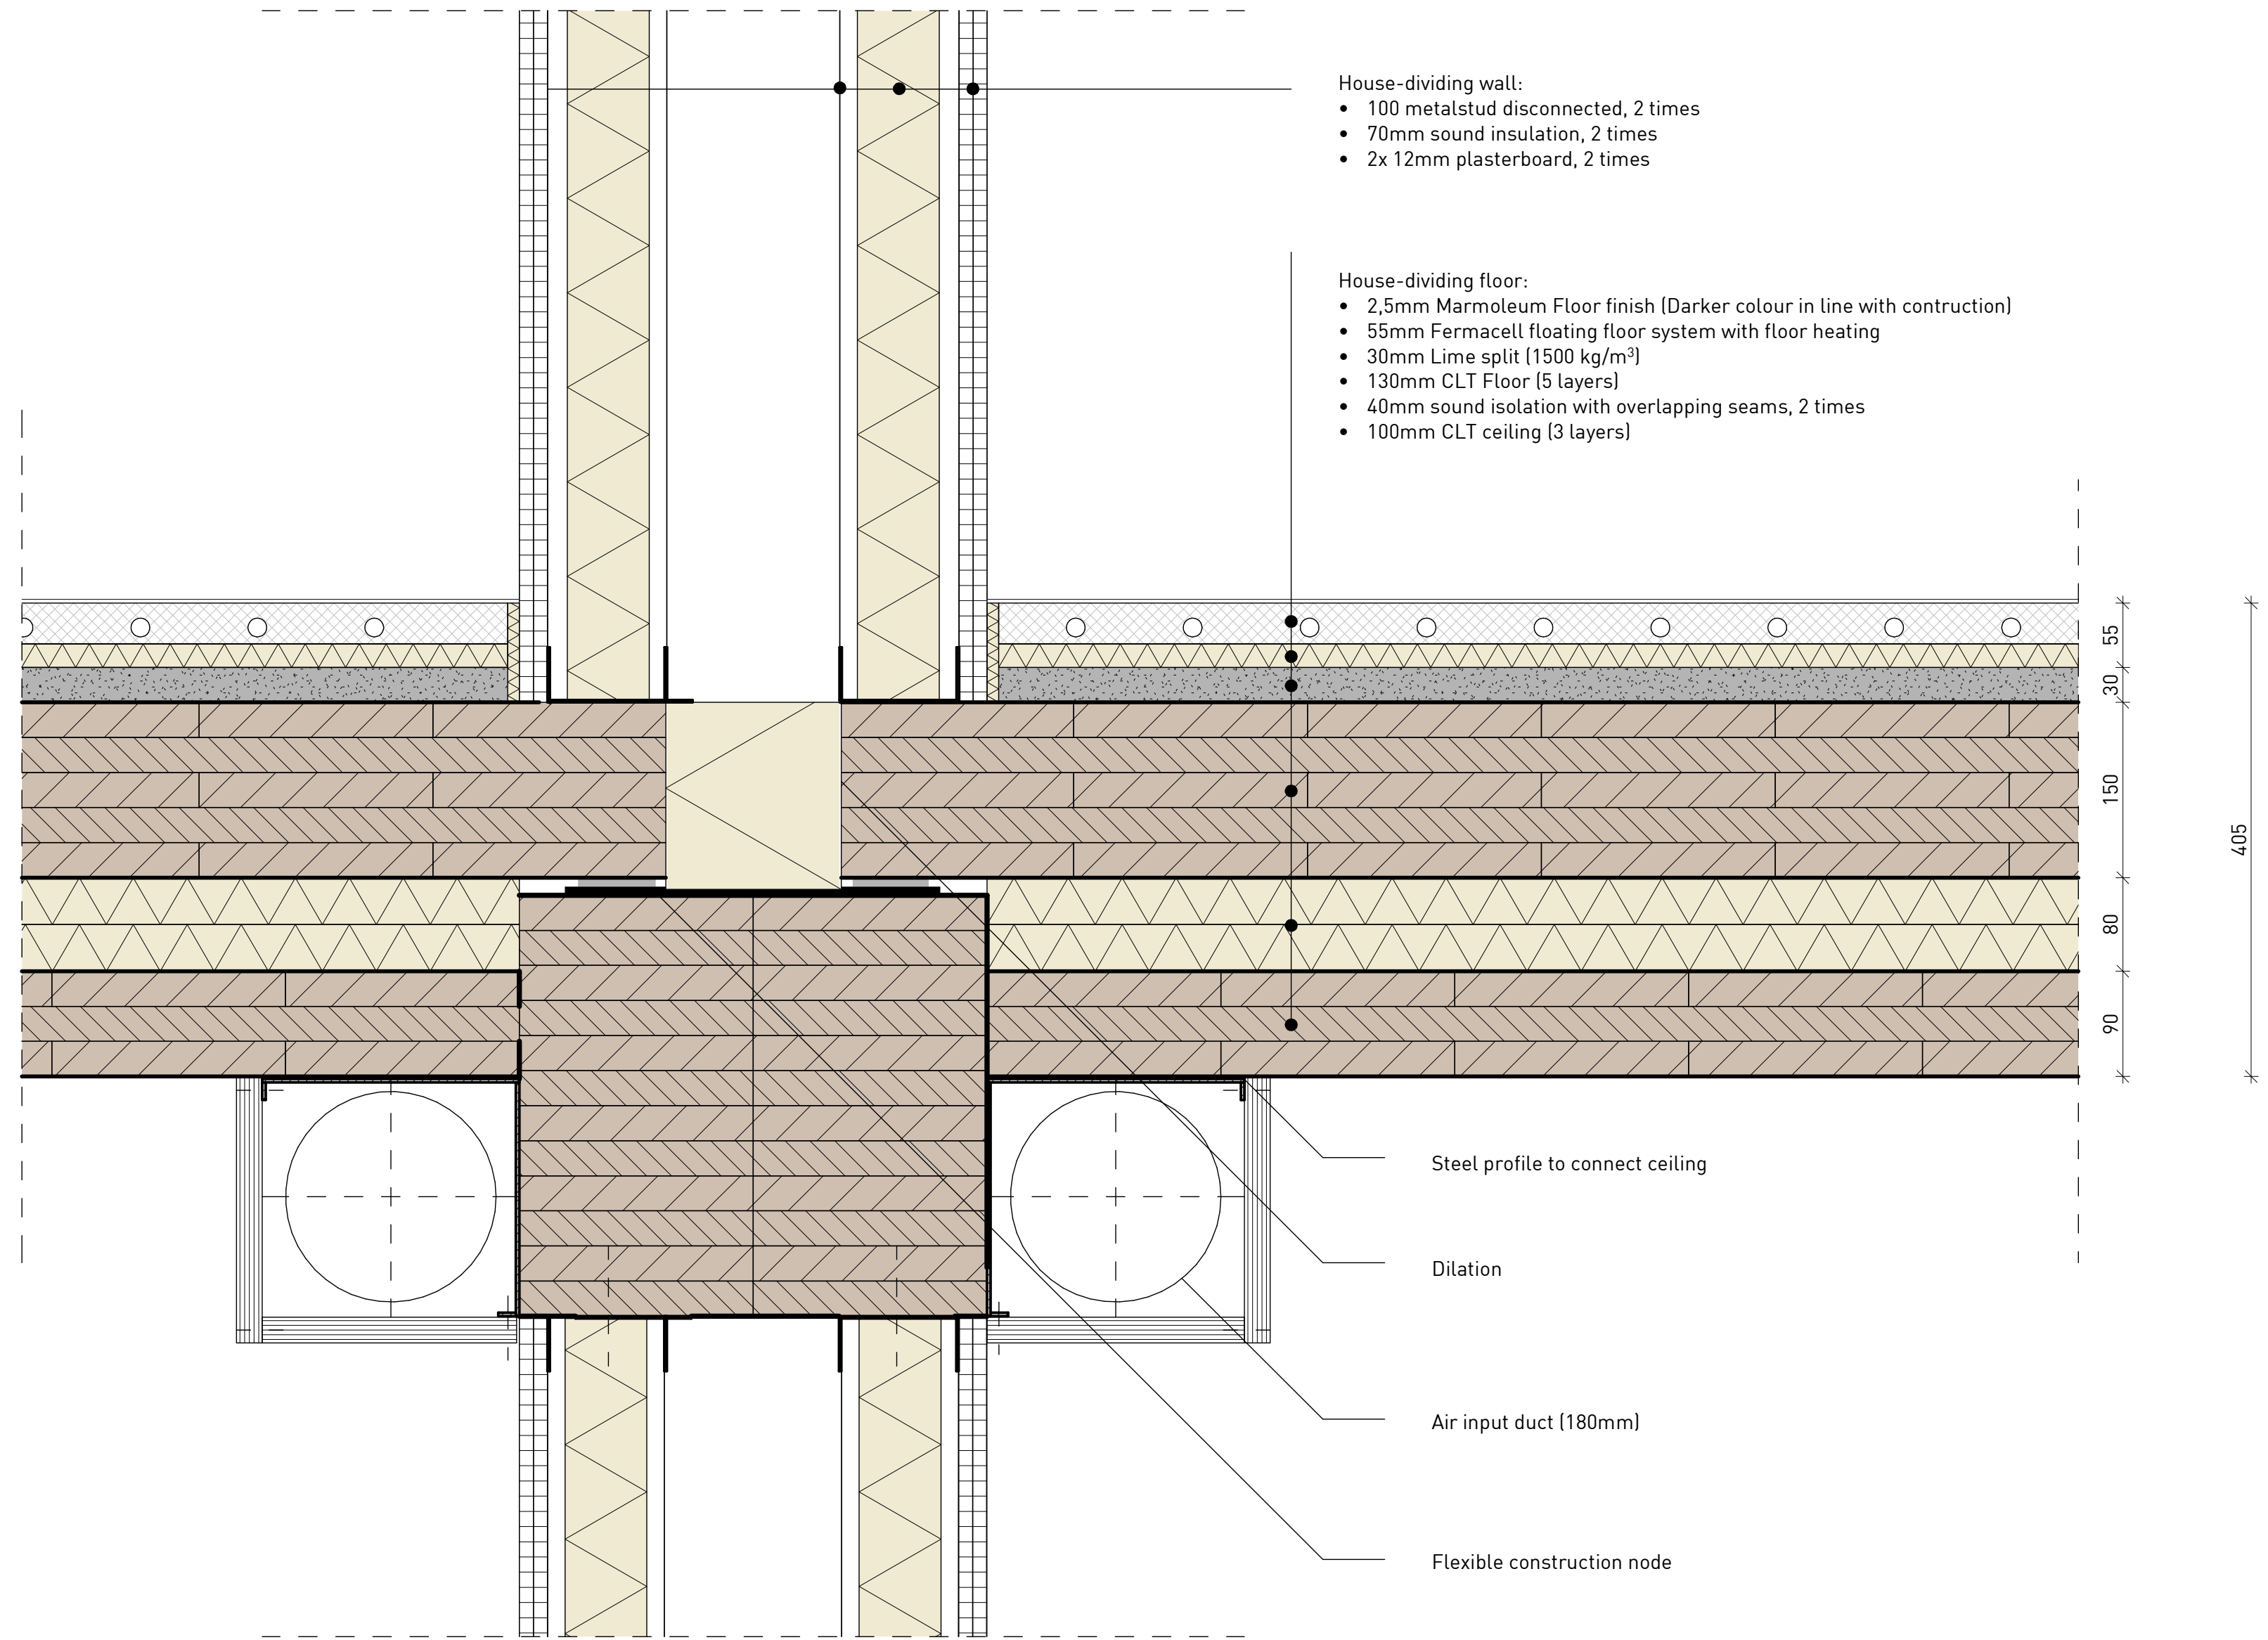 House-dividing wall:
• 100 metalstud disconnected, 2 times
• 70mm sound insulation, 2 times
• 2x 12mm plasterboard, 2 times
House-dividing floor:
• 2,5mm Marmoleum Floor finish (Darker colour in line with contruction)
• 55mm Fermacell floating floor system with floor heating
• 30mm Lime split (1500 kg/m³)
• 130mm CLT Floor (5 layers)
• 40mm sound isolation with overlapping seams, 2 times
• 100mm CLT ceiling (3 layers)
55
30
150
405
80
90
Steel profile to connect ceiling
Dilation
Air input duct (180mm)
Flexible construction node